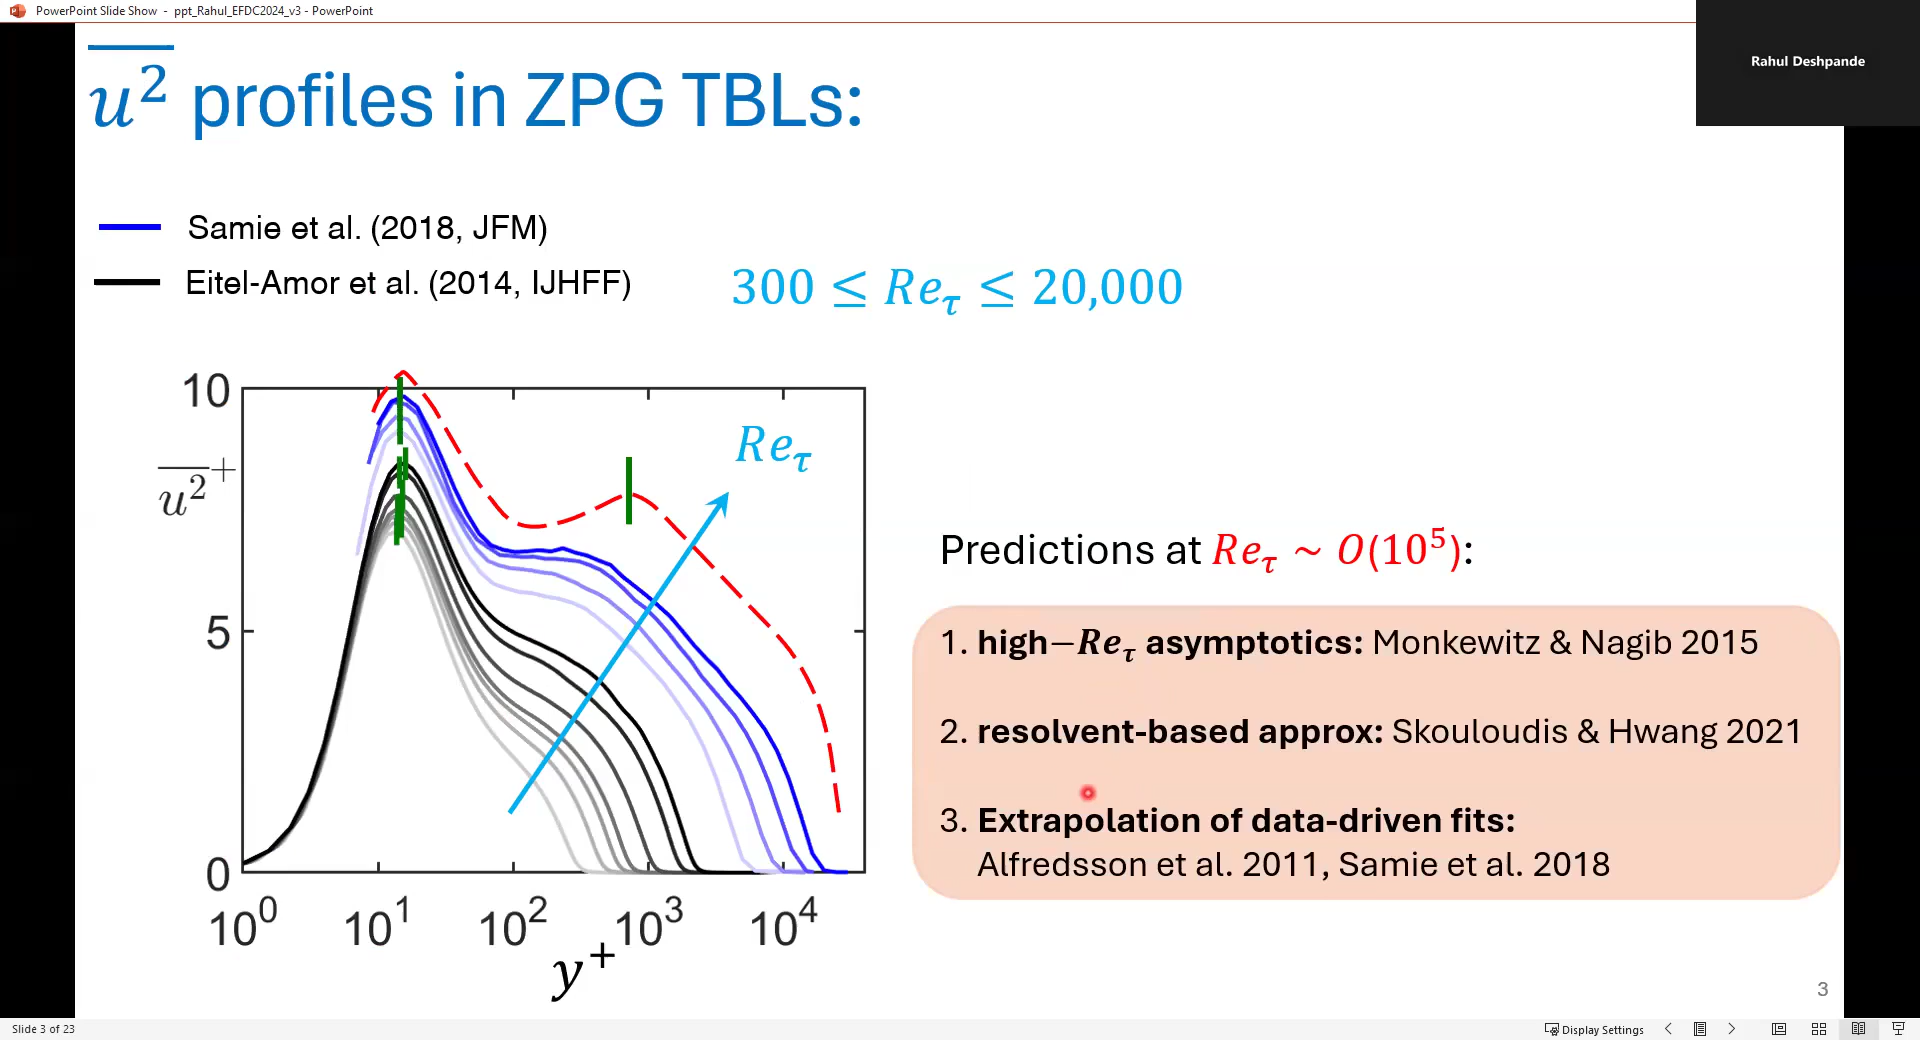 PowerPoint Slide Show - ppt_Rahul_EFDC2024_v3 - PowerPoint
Rahul Deshpande
u² profiles in ZPG TBLs:
Samie et al. (2018, JFM)
Eitel-Amor et al. (2014, IJHFF)
300 ≤ Reτ ≤ 20,000
10
5
0
u²⁺
Reτ
10⁰ 10¹ 10² 10³ 10⁴
y⁺
Predictions at Reτ ~ O(10⁵):
1. high−Reτ asymptotics: Monkewitz & Nagib 2015
2. resolvent-based approx: Skouloudis & Hwang 2021
3. Extrapolation of data-driven fits:
Alfredsson et al. 2011, Samie et al. 2018
3
Slide 3 of 23
Display Settings